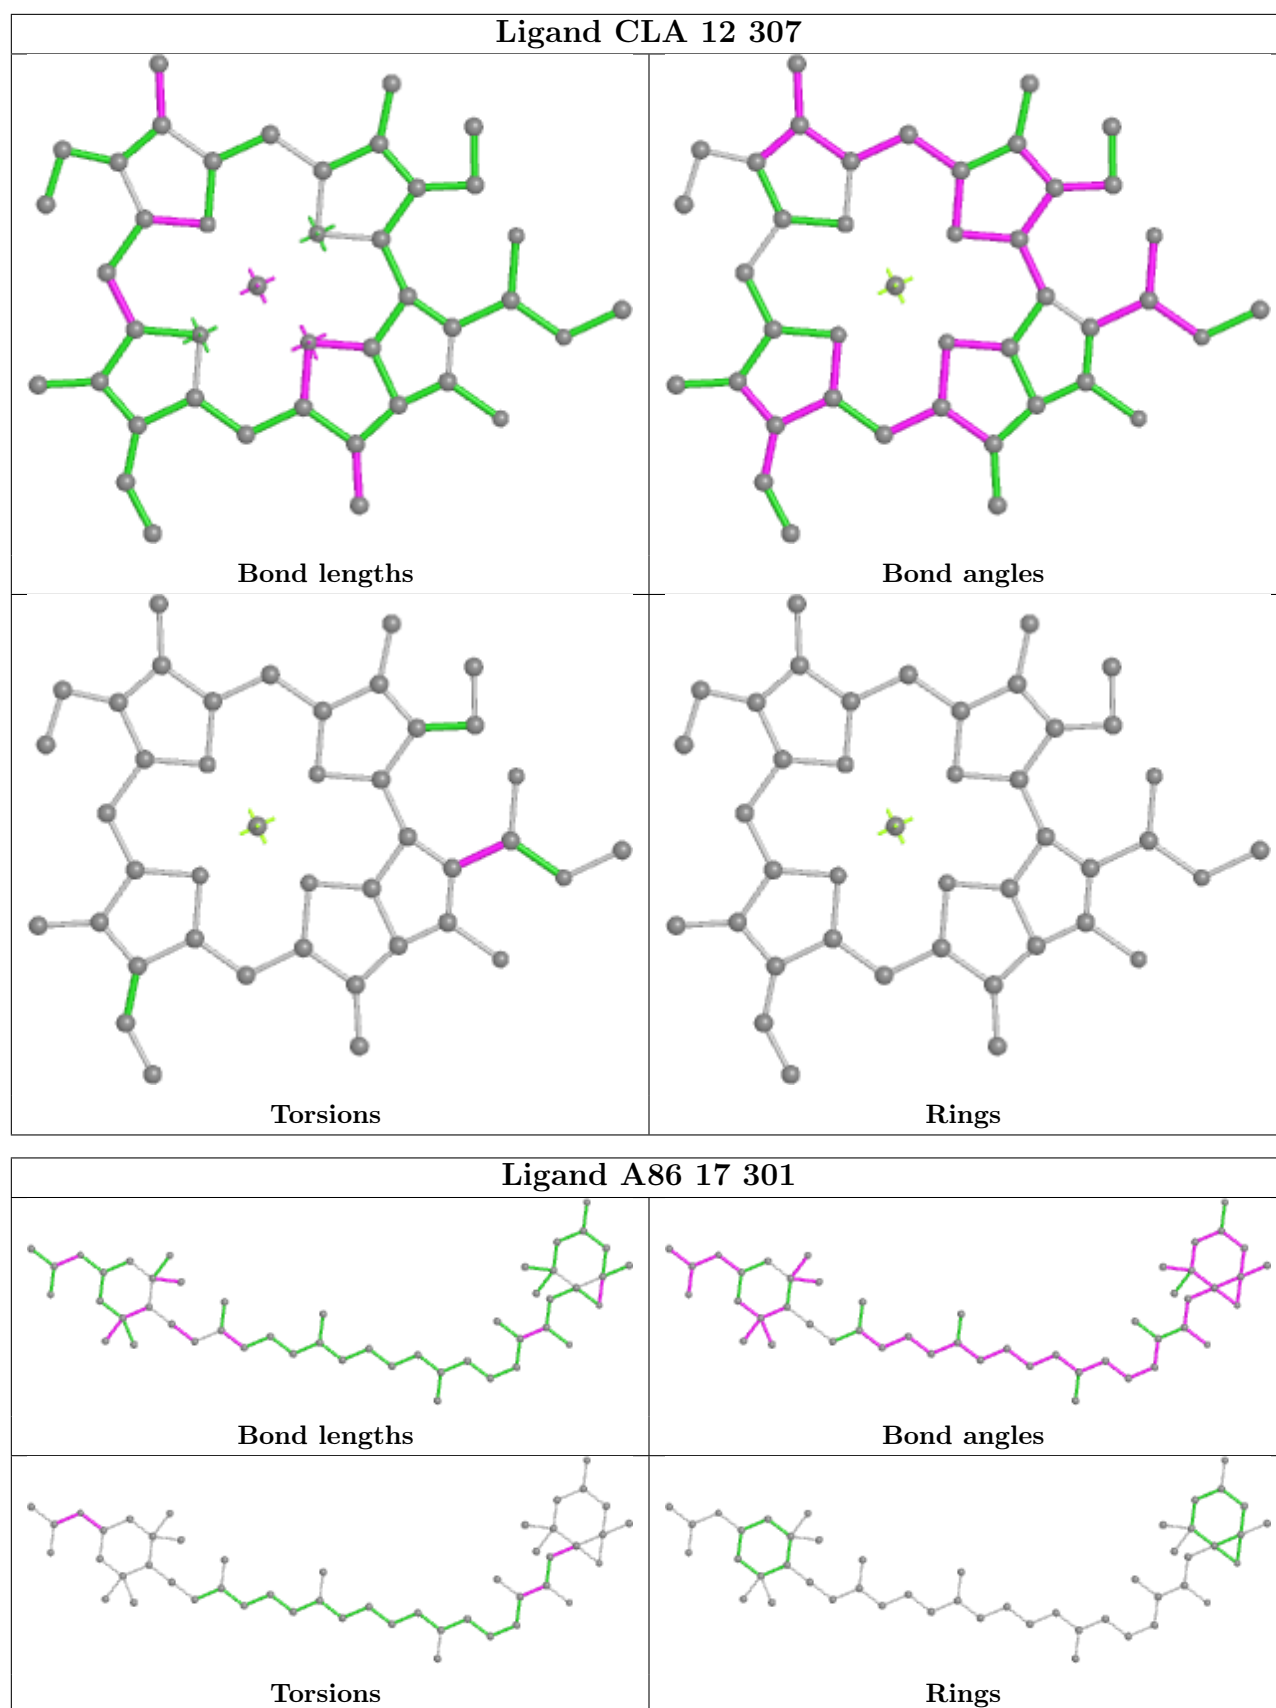 Ligand CLA 12 307
Bond lengths
Bond angles
Torsions
Rings
Ligand A86 17 301
Bond lengths
Bond angles
Torsions
Rings